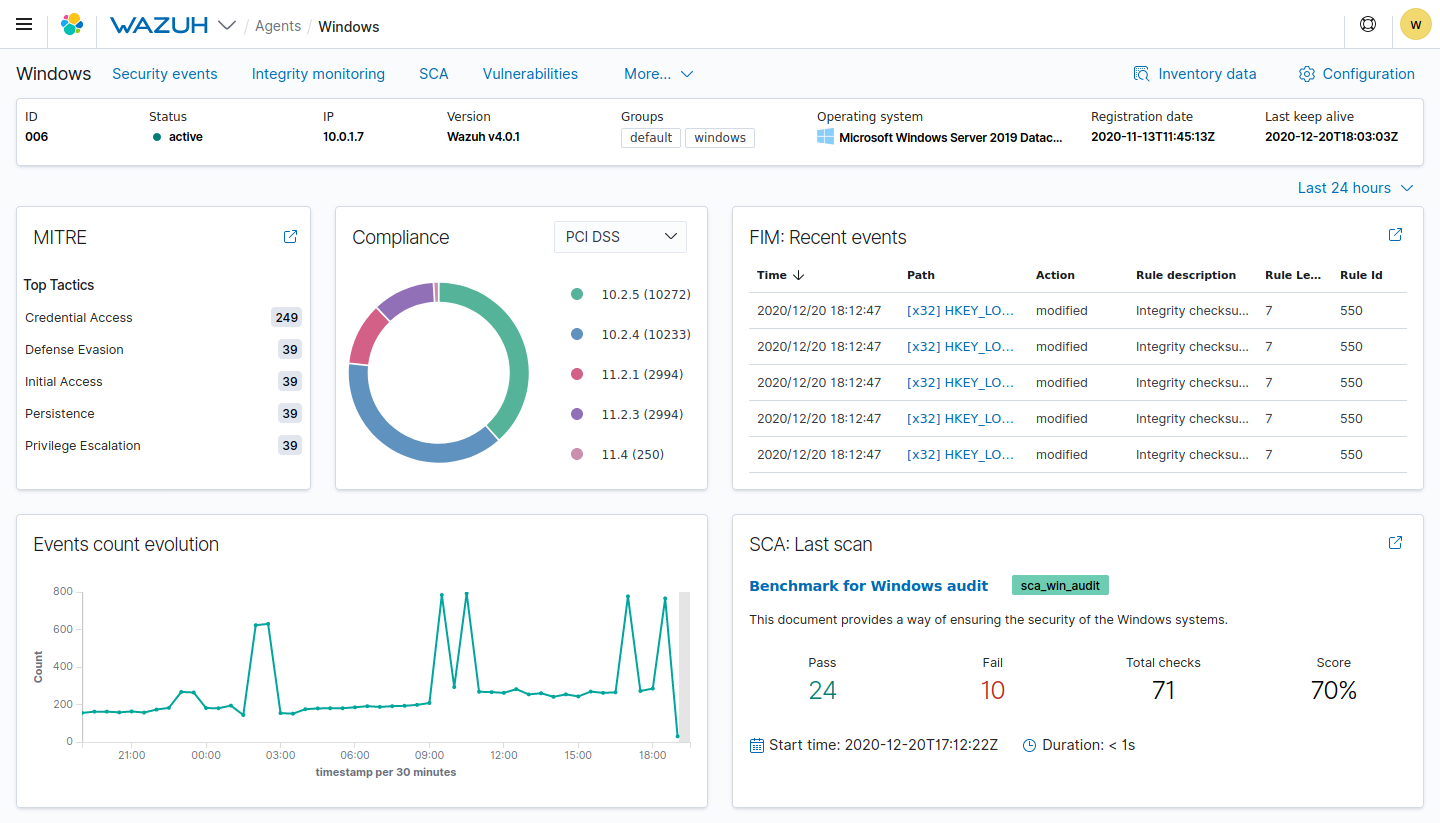 WAZUH / Agents / Windows
W
Windows Security events Integrity monitoring SCA Vulnerabilities More... Inventory data Configuration
ID Status IP Version Groups Operating system Registration date Last keep alive
006 active 10.0.1.7 Wazuh v4.0.1 default windows Microsoft Windows Server 2019 Datac... 2020-11-13T11:45:13Z 2020-12-20T18:03:03Z
Last 24 hours
MITRE
Top Tactics
Credential Access 249
Defense Evasion 39
Initial Access 39
Persistence 39
Privilege Escalation 39
Compliance PCI DSS
10.2.5 (10272)
10.2.4 (10233)
11.2.1 (2994)
11.2.3 (2994)
11.4 (250)
FIM: Recent events
Time Path Action Rule description Rule Le... Rule Id
2020/12/20 18:12:47 [x32] HKEY_LO... modified Integrity checksu... 7 550
2020/12/20 18:12:47 [x32] HKEY_LO... modified Integrity checksu... 7 550
2020/12/20 18:12:47 [x32] HKEY_LO... modified Integrity checksu... 7 550
2020/12/20 18:12:47 [x32] HKEY_LO... modified Integrity checksu... 7 550
2020/12/20 18:12:47 [x32] HKEY_LO... modified Integrity checksu... 7 550
Events count evolution
Count
800
600
400
200
0
21:00 00:00 03:00 06:00 09:00 12:00 15:00 18:00
timestamp per 30 minutes
SCA: Last scan
Benchmark for Windows audit sca_win_audit
This document provides a way of ensuring the security of the Windows systems.
Pass Fail Total checks Score
24 10 71 70%
Start time: 2020-12-20T17:12:22Z Duration: < 1s